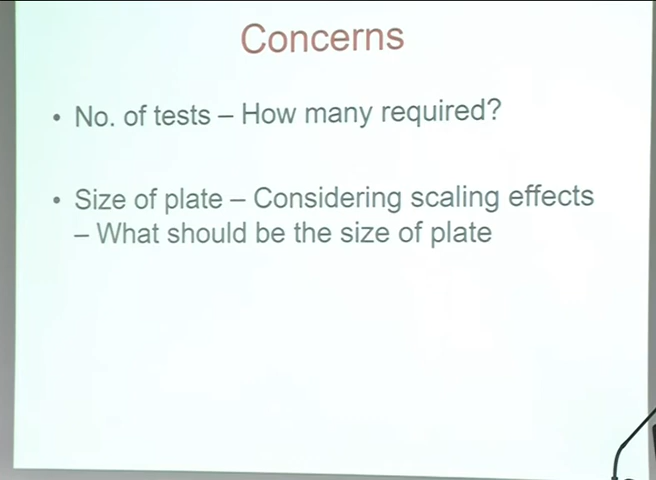 Concerns
• No. of tests – How many required?
• Size of plate – Considering scaling effects
– What should be the size of plate